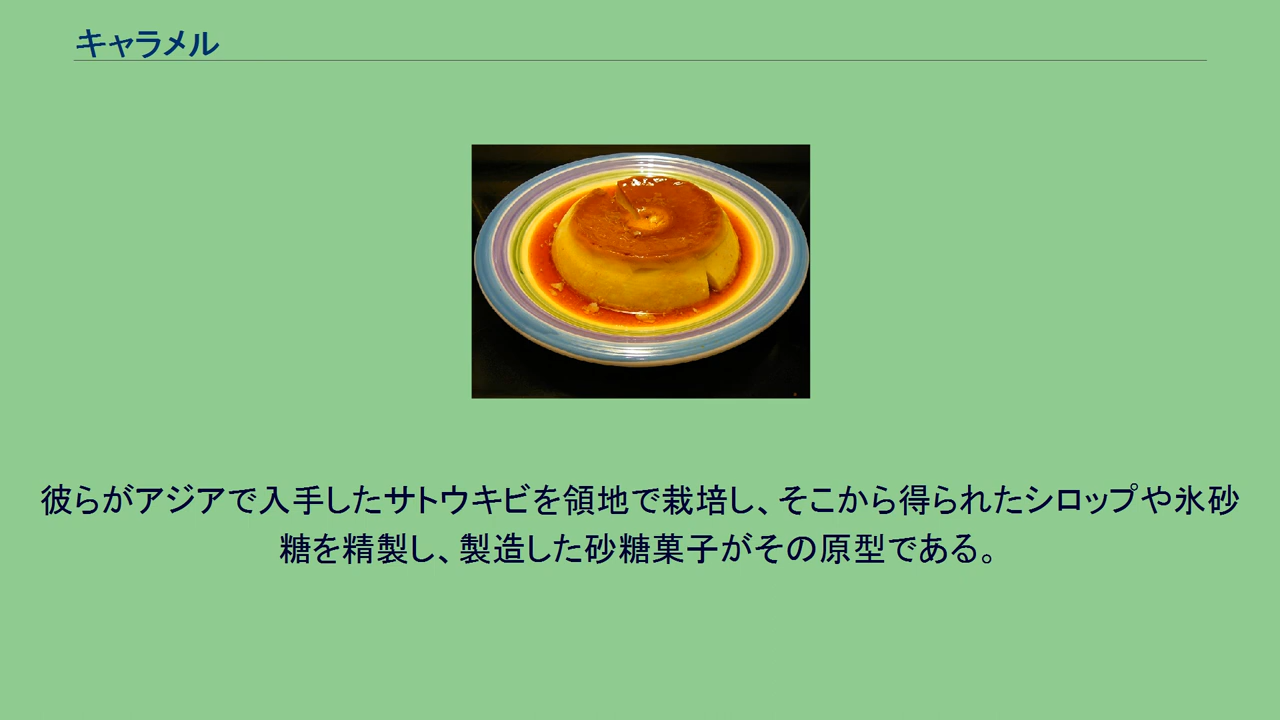 キャラメル
彼らがアジアで入手したサトウキビを領地で栽培し、そこから得られたシロップや氷砂
糖を精製し、製造した砂糖菓子がその原型である。